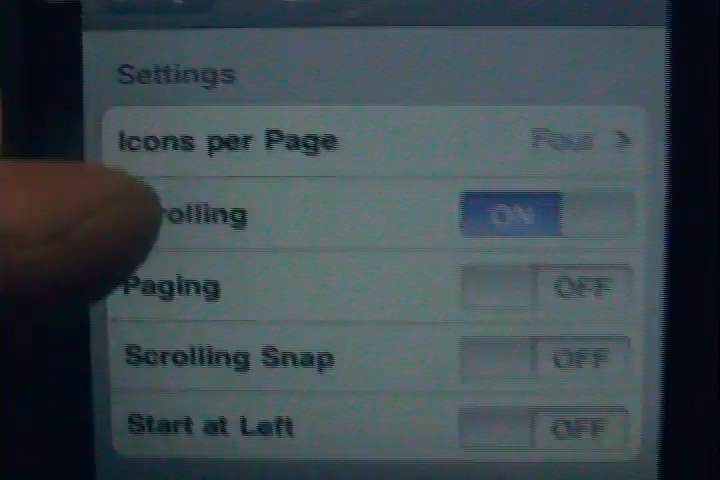 Settings
Icons per Page Four
rolling ON
Paging OFF
Scrolling Snap OFF
Start at Left OFF